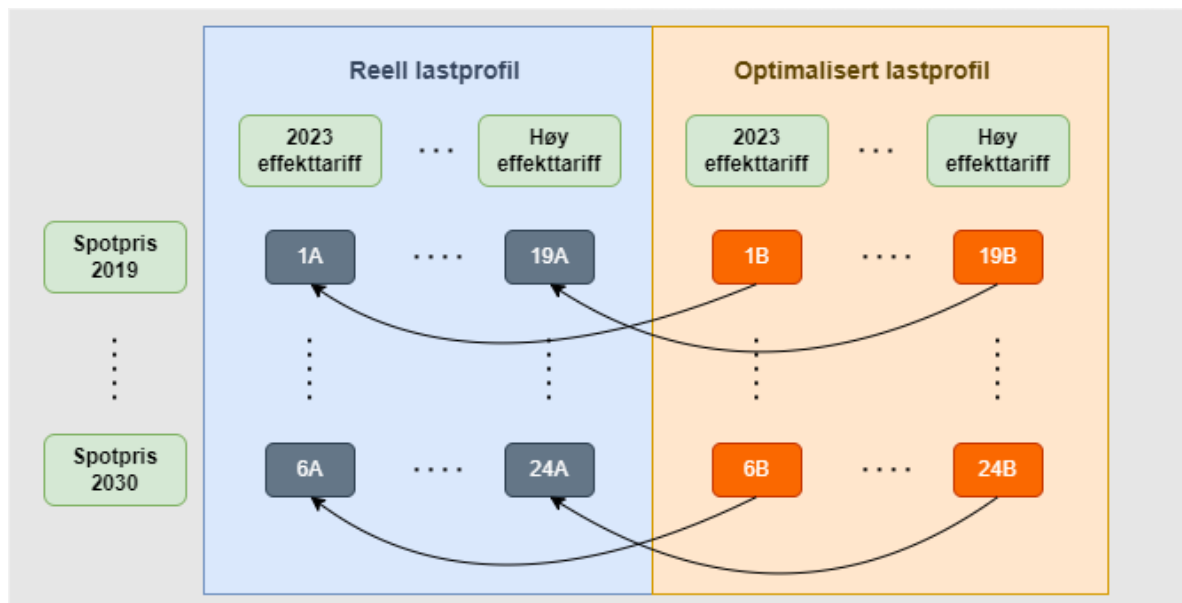 Reell lastprofil
Optimalisert lastprofil
2023
effekttariff
Høy
effekttariff
2023
effekttariff
Høy
effekttariff
Spotpris
2019
1A
19A
1B
19B
Spotpris
2030
6A
24A
6B
24B